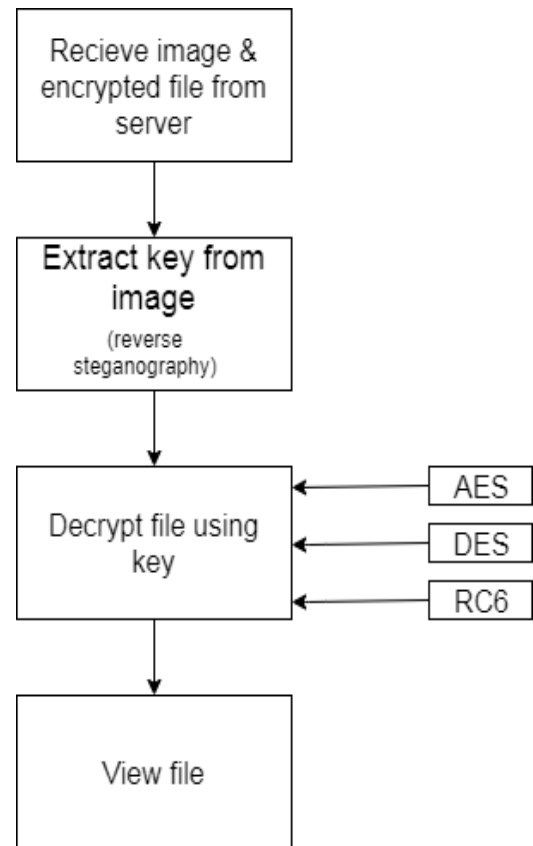 Recieve image &
encrypted file from
server
Extract key from
image
(reverse
steganography)
Decrypt file using
key
AES
DES
RC6
View file